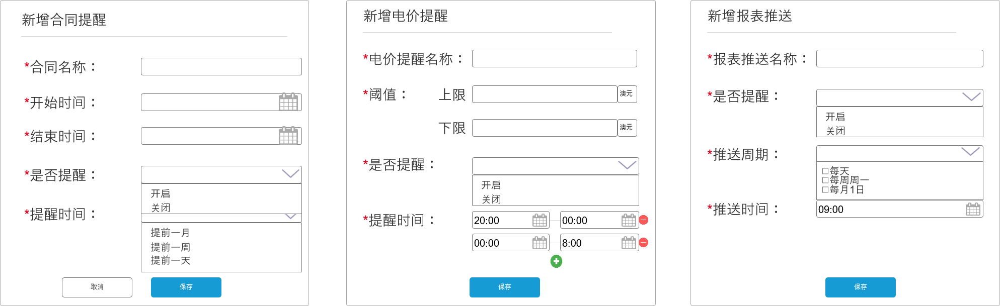 新增合同提醒
*合同名称：
*开始时间：
*结束时间：
*是否提醒：
开启
关闭
*提醒时间：
提前一月
提前一周
提前一天
取消
保存
新增电价提醒
*电价提醒名称：
*阈值： 上限 澳元
下限 澳元
*是否提醒：
开启
关闭
*提醒时间： 20:00 00:00
00:00 8:00
保存
新增报表推送
*报表推送名称：
*是否提醒：
开启
关闭
*推送周期：
□每天
□每周周一
□每月1日
*推送时间： 09:00
保存